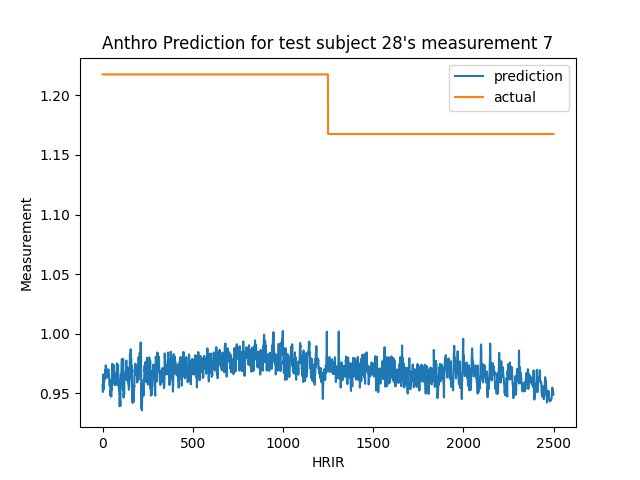 Anthro Prediction for test subject 28's measurement 7
prediction
actual
1.20
1.15
1.10
1.05
1.00
0.95
Measurement
0
500
1000
1500
2000
2500
HRIR